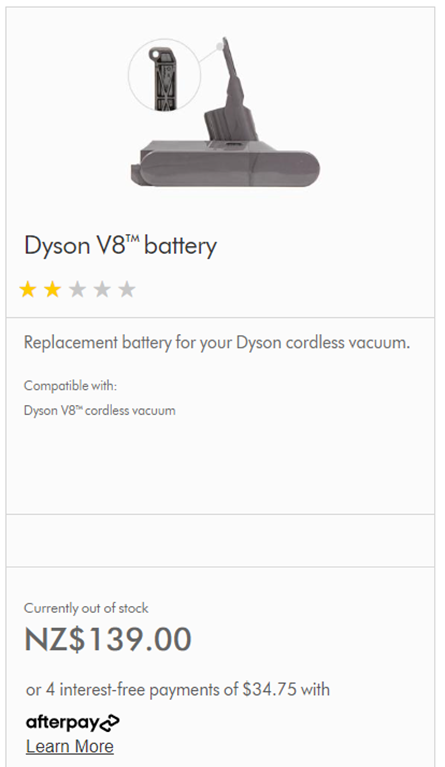 Dyson V8™ battery
Replacement battery for your Dyson cordless vacuum.
Compatible with:
Dyson V8™ cordless vacuum
Currently out of stock
NZ$139.00
or 4 interest-free payments of $34.75 with
afterpay
Learn More